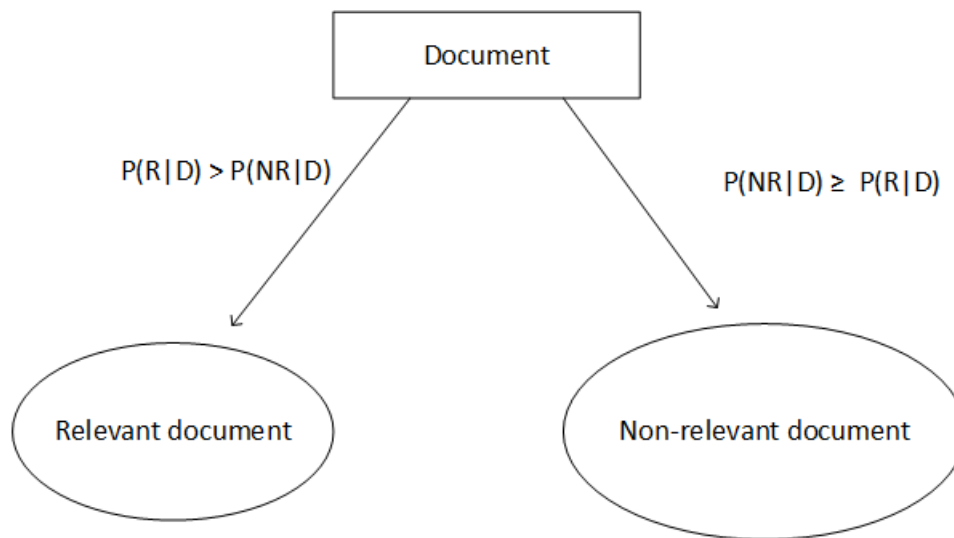 Document
P(R|D) > P(NR|D)
P(NR|D) ≥ P(R|D)
Relevant document
Non-relevant document